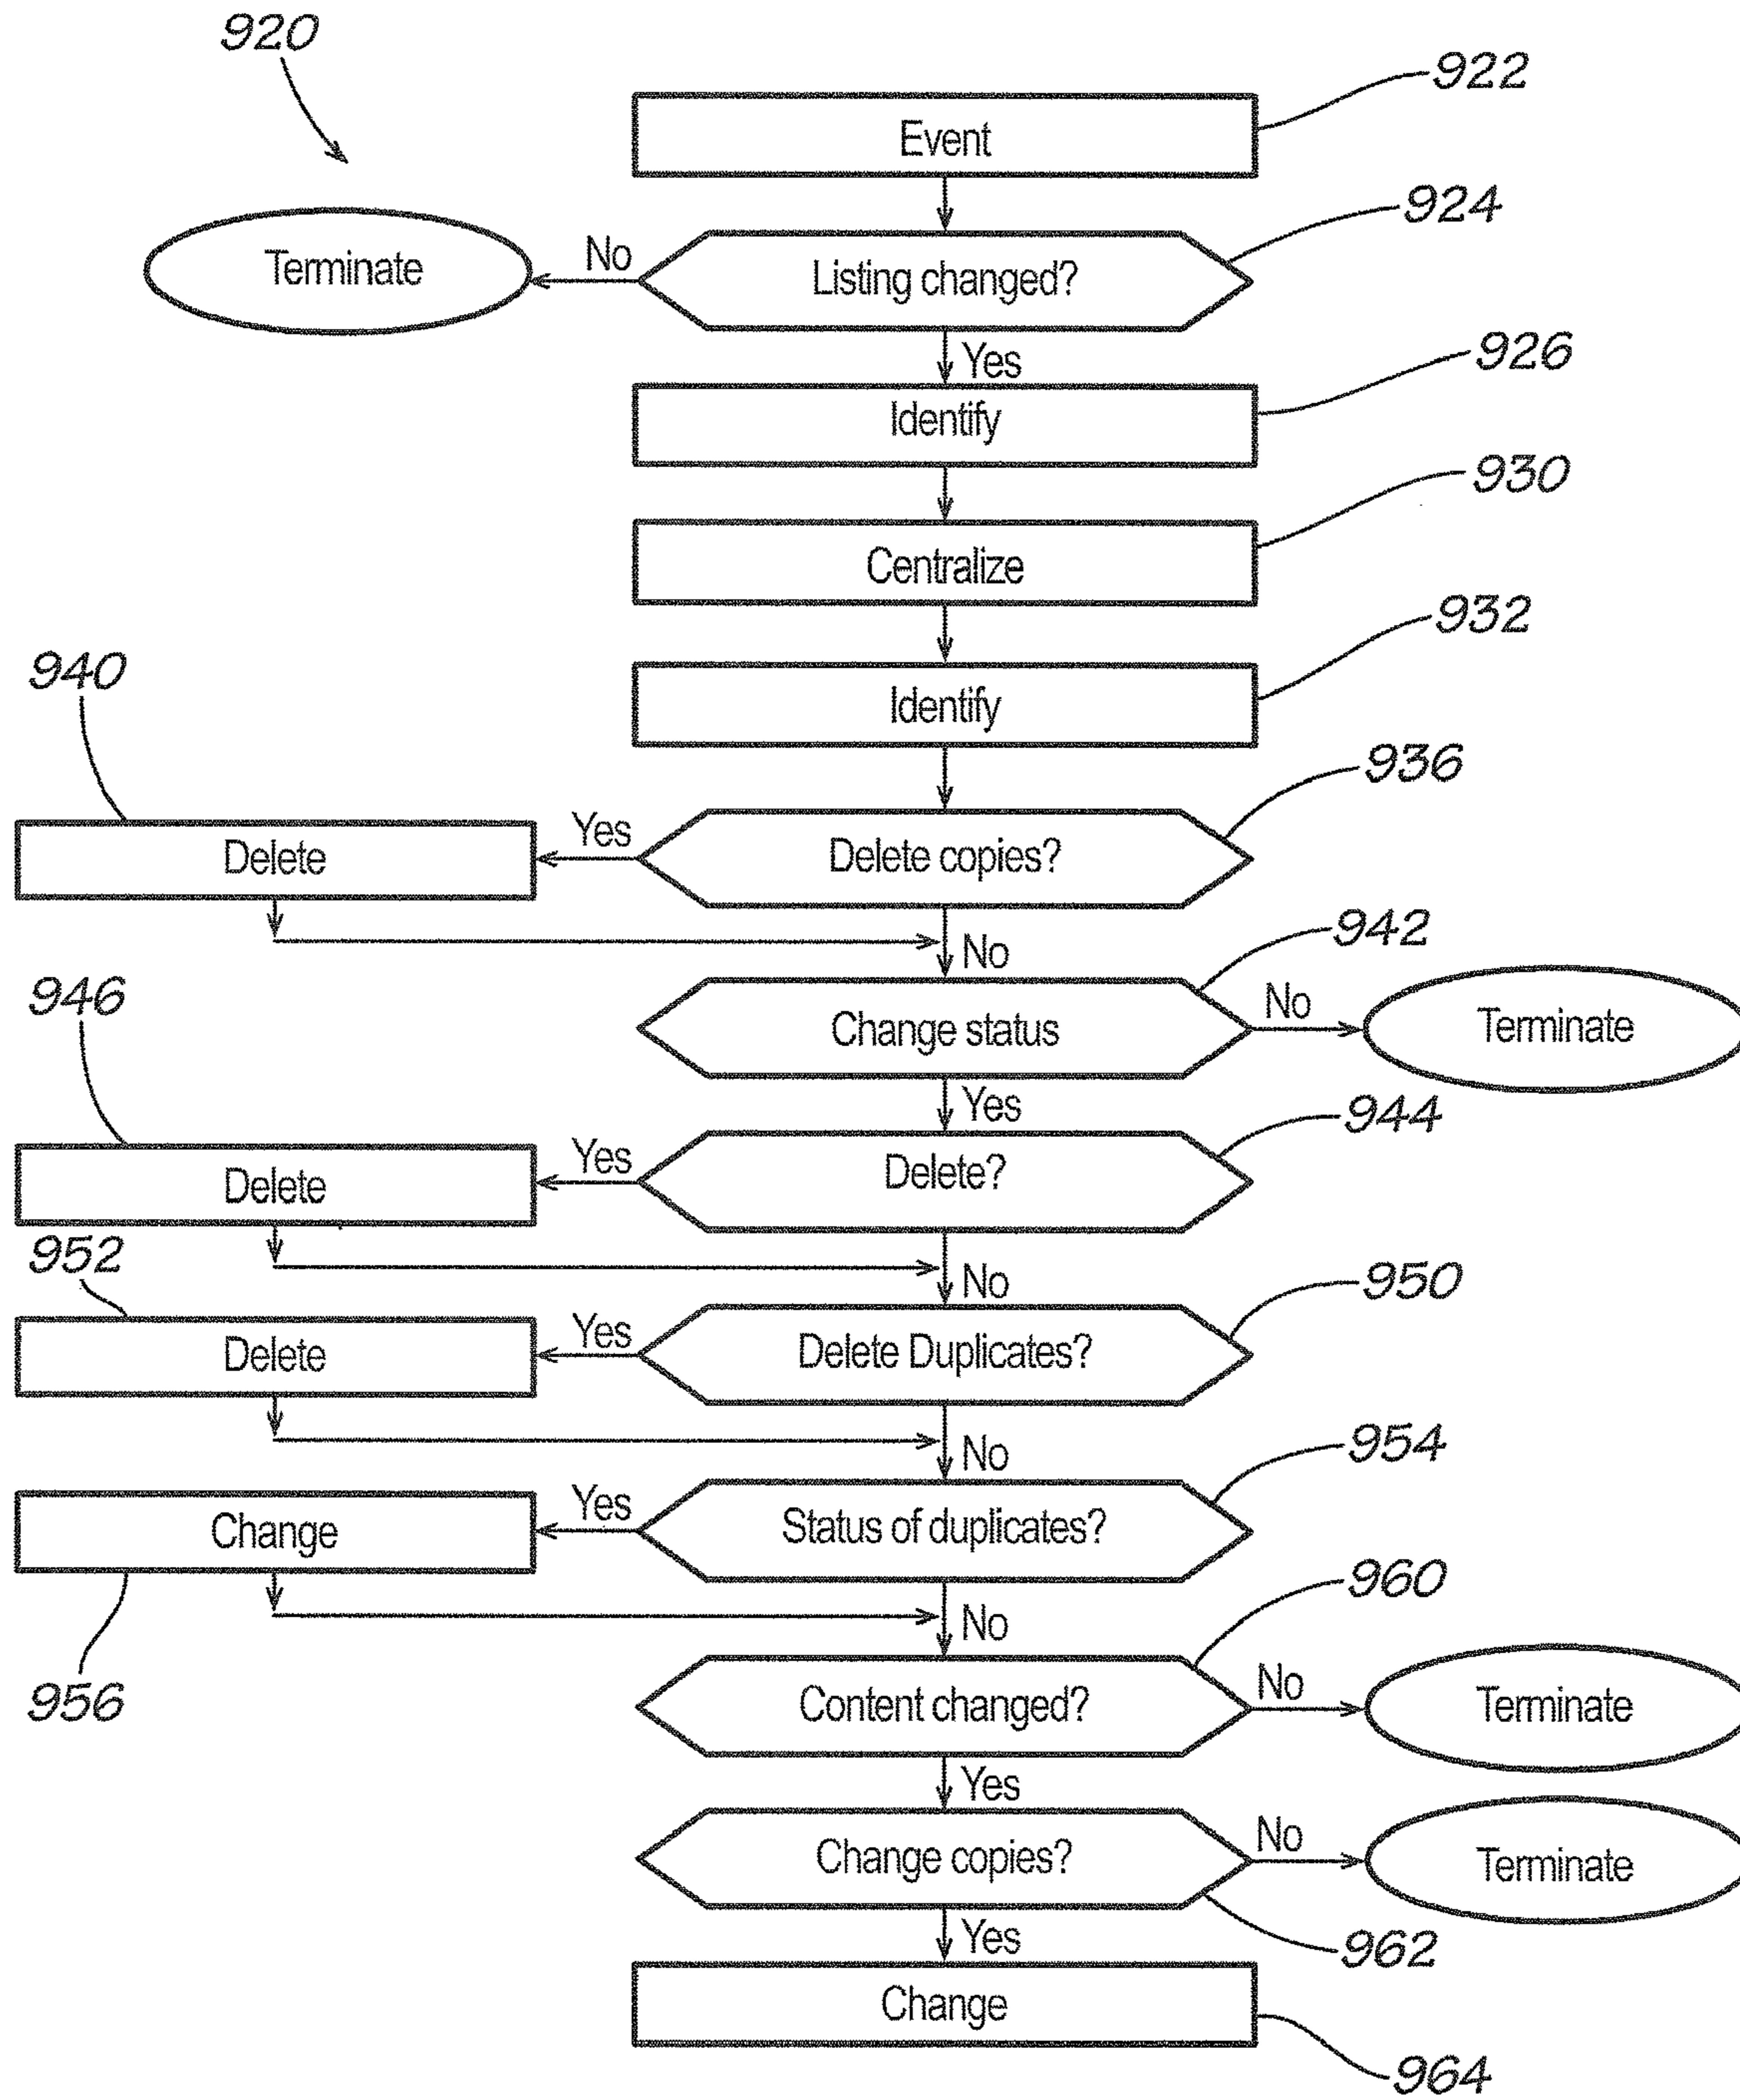 920
922
Event
924
Terminate
No
Listing changed?
Yes
926
Identify
930
Centralize
932
Identify
940
936
Delete
Yes
Delete copies?
942
No
946
Change status
No
Terminate
Yes
944
Delete
Yes
Delete?
952
No
950
Delete
Yes
Delete Duplicates?
954
No
Change
Yes
Status of duplicates?
960
No
956
Content changed?
No
Terminate
Yes
Change copies?
No
Terminate
962
Yes
Change
964